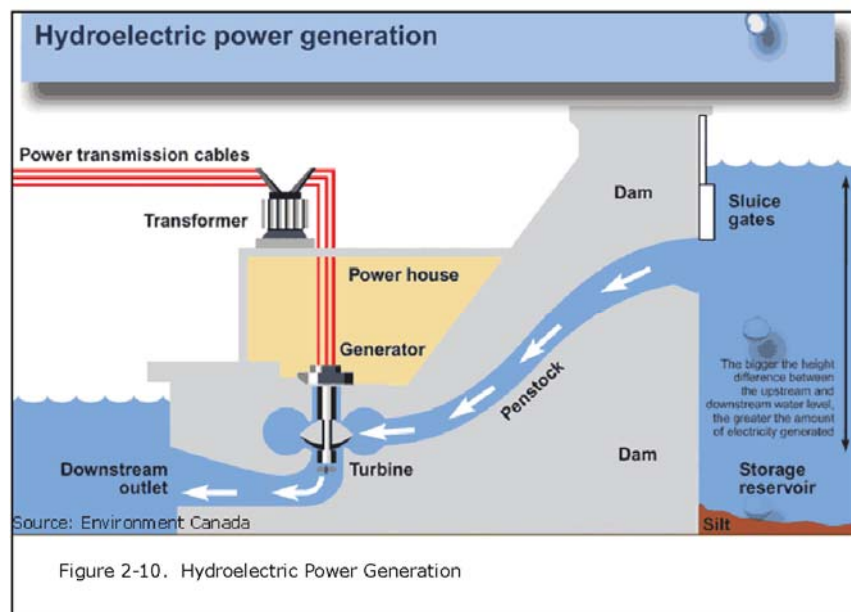 Hydroelectric power generation
Power transmission cables
Transformer
Dam
Sluice
gates
Power house
Generator
The bigger the height
difference between
the upstream and
downstream water level,
the greater the amount
of electricity generated
Penstock
Downstream
outlet
Turbine
Dam
Storage
reservoir
Source: Environment Canada
Silt
Figure 2-10. Hydroelectric Power Generation